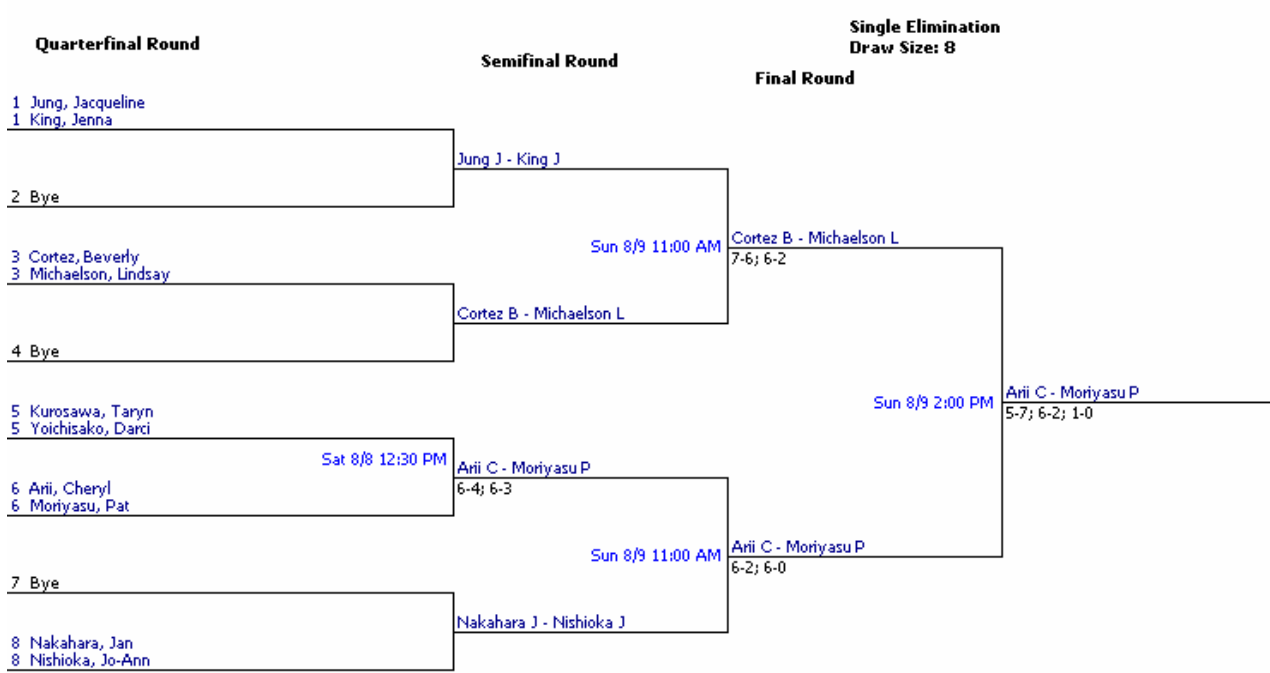 Single Elimination
Draw Size: 8
Quarterfinal Round
Semifinal Round
Final Round
1 Jung, Jacqueline
1 King, Jenna
Jung J - King J
2 Bye
Sun 8/9 11:00 AM
Cortez B - Michaelson L
7-6; 6-2
3 Cortez, Beverly
3 Michaelson, Lindsay
Cortez B - Michaelson L
4 Bye
Sun 8/9 2:00 PM
Arii C - Moriyasu P
5-7; 6-2; 1-0
5 Kurosawa, Taryn
5 Yoichisako, Darci
Sat 8/8 12:30 PM
Arii C - Moriyasu P
6-4; 6-3
6 Arii, Cheryl
6 Moriyasu, Pat
Sun 8/9 11:00 AM
Arii C - Moriyasu P
6-2; 6-0
7 Bye
Nakahara J - Nishioka J
8 Nakahara, Jan
8 Nishioka, Jo-Ann